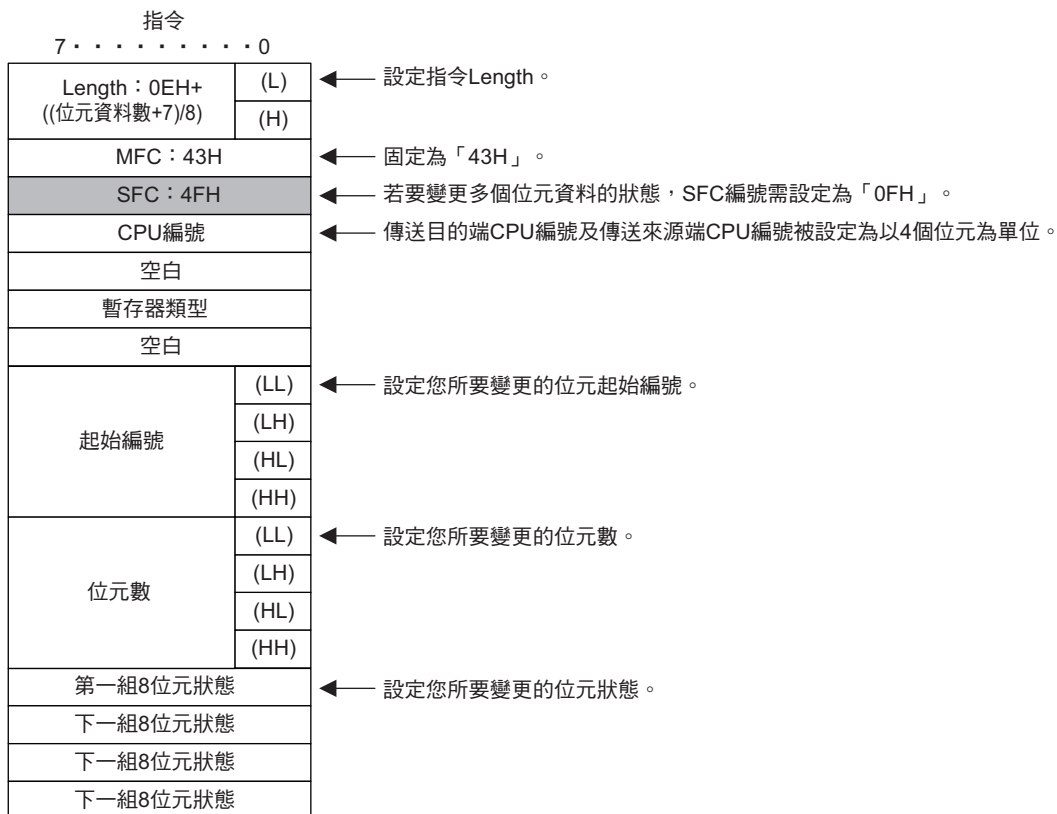 指令
7・・・・・・・・・0
Length：0EH+
((位元資料數+7)/8)
(L)
(H)
設定指令Length。
MFC：43H
固定為「43H」。
SFC：4FH
若要變更多個位元資料的狀態，SFC編號需設定為「0FH」。
CPU編號
傳送目的端CPU編號及傳送來源端CPU編號被設定為以4個位元為單位。
空白
暫存器類型
空白
起始編號
(LL)
(LH)
(HL)
(HH)
設定您所要變更的位元起始編號。
位元數
(LL)
(LH)
(HL)
(HH)
設定您所要變更的位元數。
第一組8位元狀態
設定您所要變更的位元狀態。
下一組8位元狀態
下一組8位元狀態
下一組8位元狀態